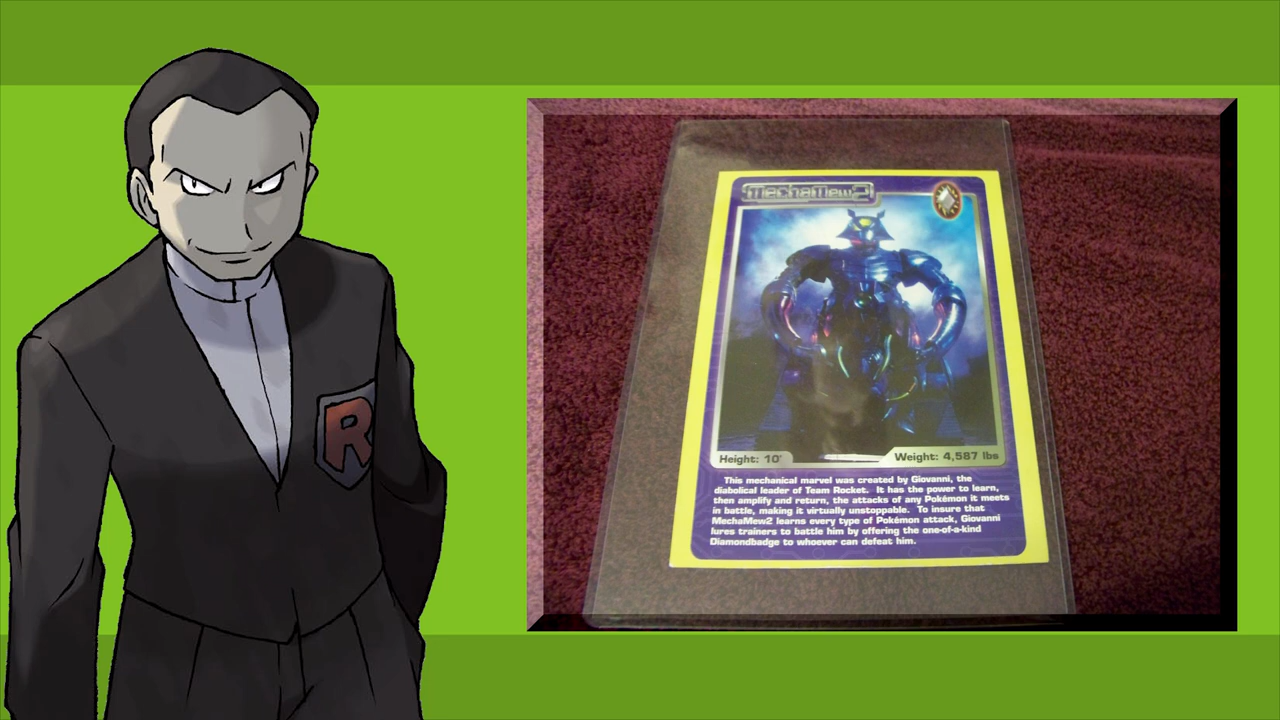 R
MechaMew2
Height: 10'
Weight: 4,587 lbs
This mechanical marvel was created by Giovanni, the
diabolical leader of Team Rocket. It has the power to learn,
then amplify and return, the attacks of any Pokémon it meets
in battle, making it virtually unstoppable. To insure that
MechaMew2 learns every type of Pokémon attack, Giovanni
lures trainers to battle him by offering the one-of-a-kind
Diamondbadge to whoever can defeat him.